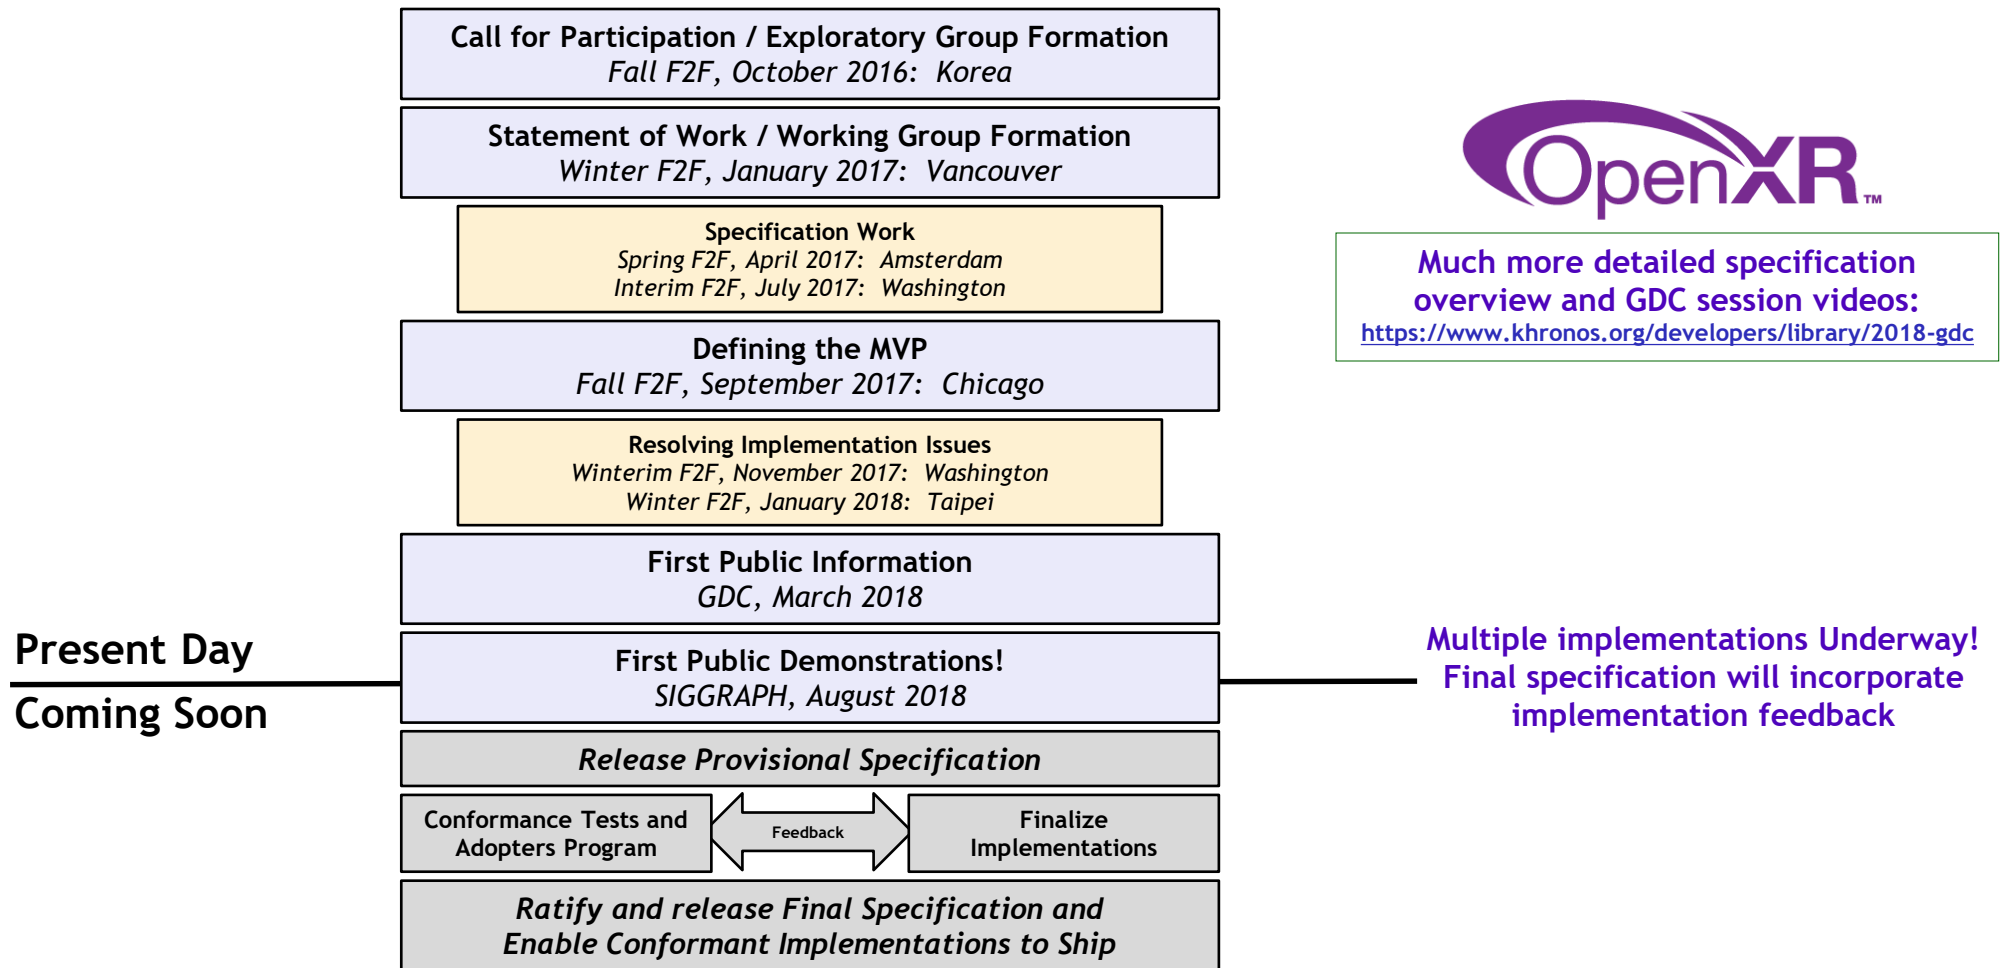 Call for Participation / Exploratory Group Formation
Fall F2F, October 2016:  Korea
Statement of Work / Working Group Formation
Winter F2F, January 2017:  Vancouver
Specification Work
Spring F2F, April 2017:  Amsterdam
Interim F2F, July 2017:  Washington
Defining the MVP
Fall F2F, September 2017:  Chicago
Resolving Implementation Issues
Winterim F2F, November 2017:  Washington
Winter F2F, January 2018:  Taipei
First Public Information
GDC, March 2018
First Public Demonstrations!
SIGGRAPH, August 2018
Release Provisional Specification
Conformance Tests and
Adopters Program
Feedback
Finalize
Implementations
Ratify and release Final Specification and
Enable Conformant Implementations to Ship
Present Day
Coming Soon
OpenXR™
Much more detailed specification
overview and GDC session videos:
https://www.khronos.org/developers/library/2018-gdc
Multiple implementations Underway!
Final specification will incorporate
implementation feedback